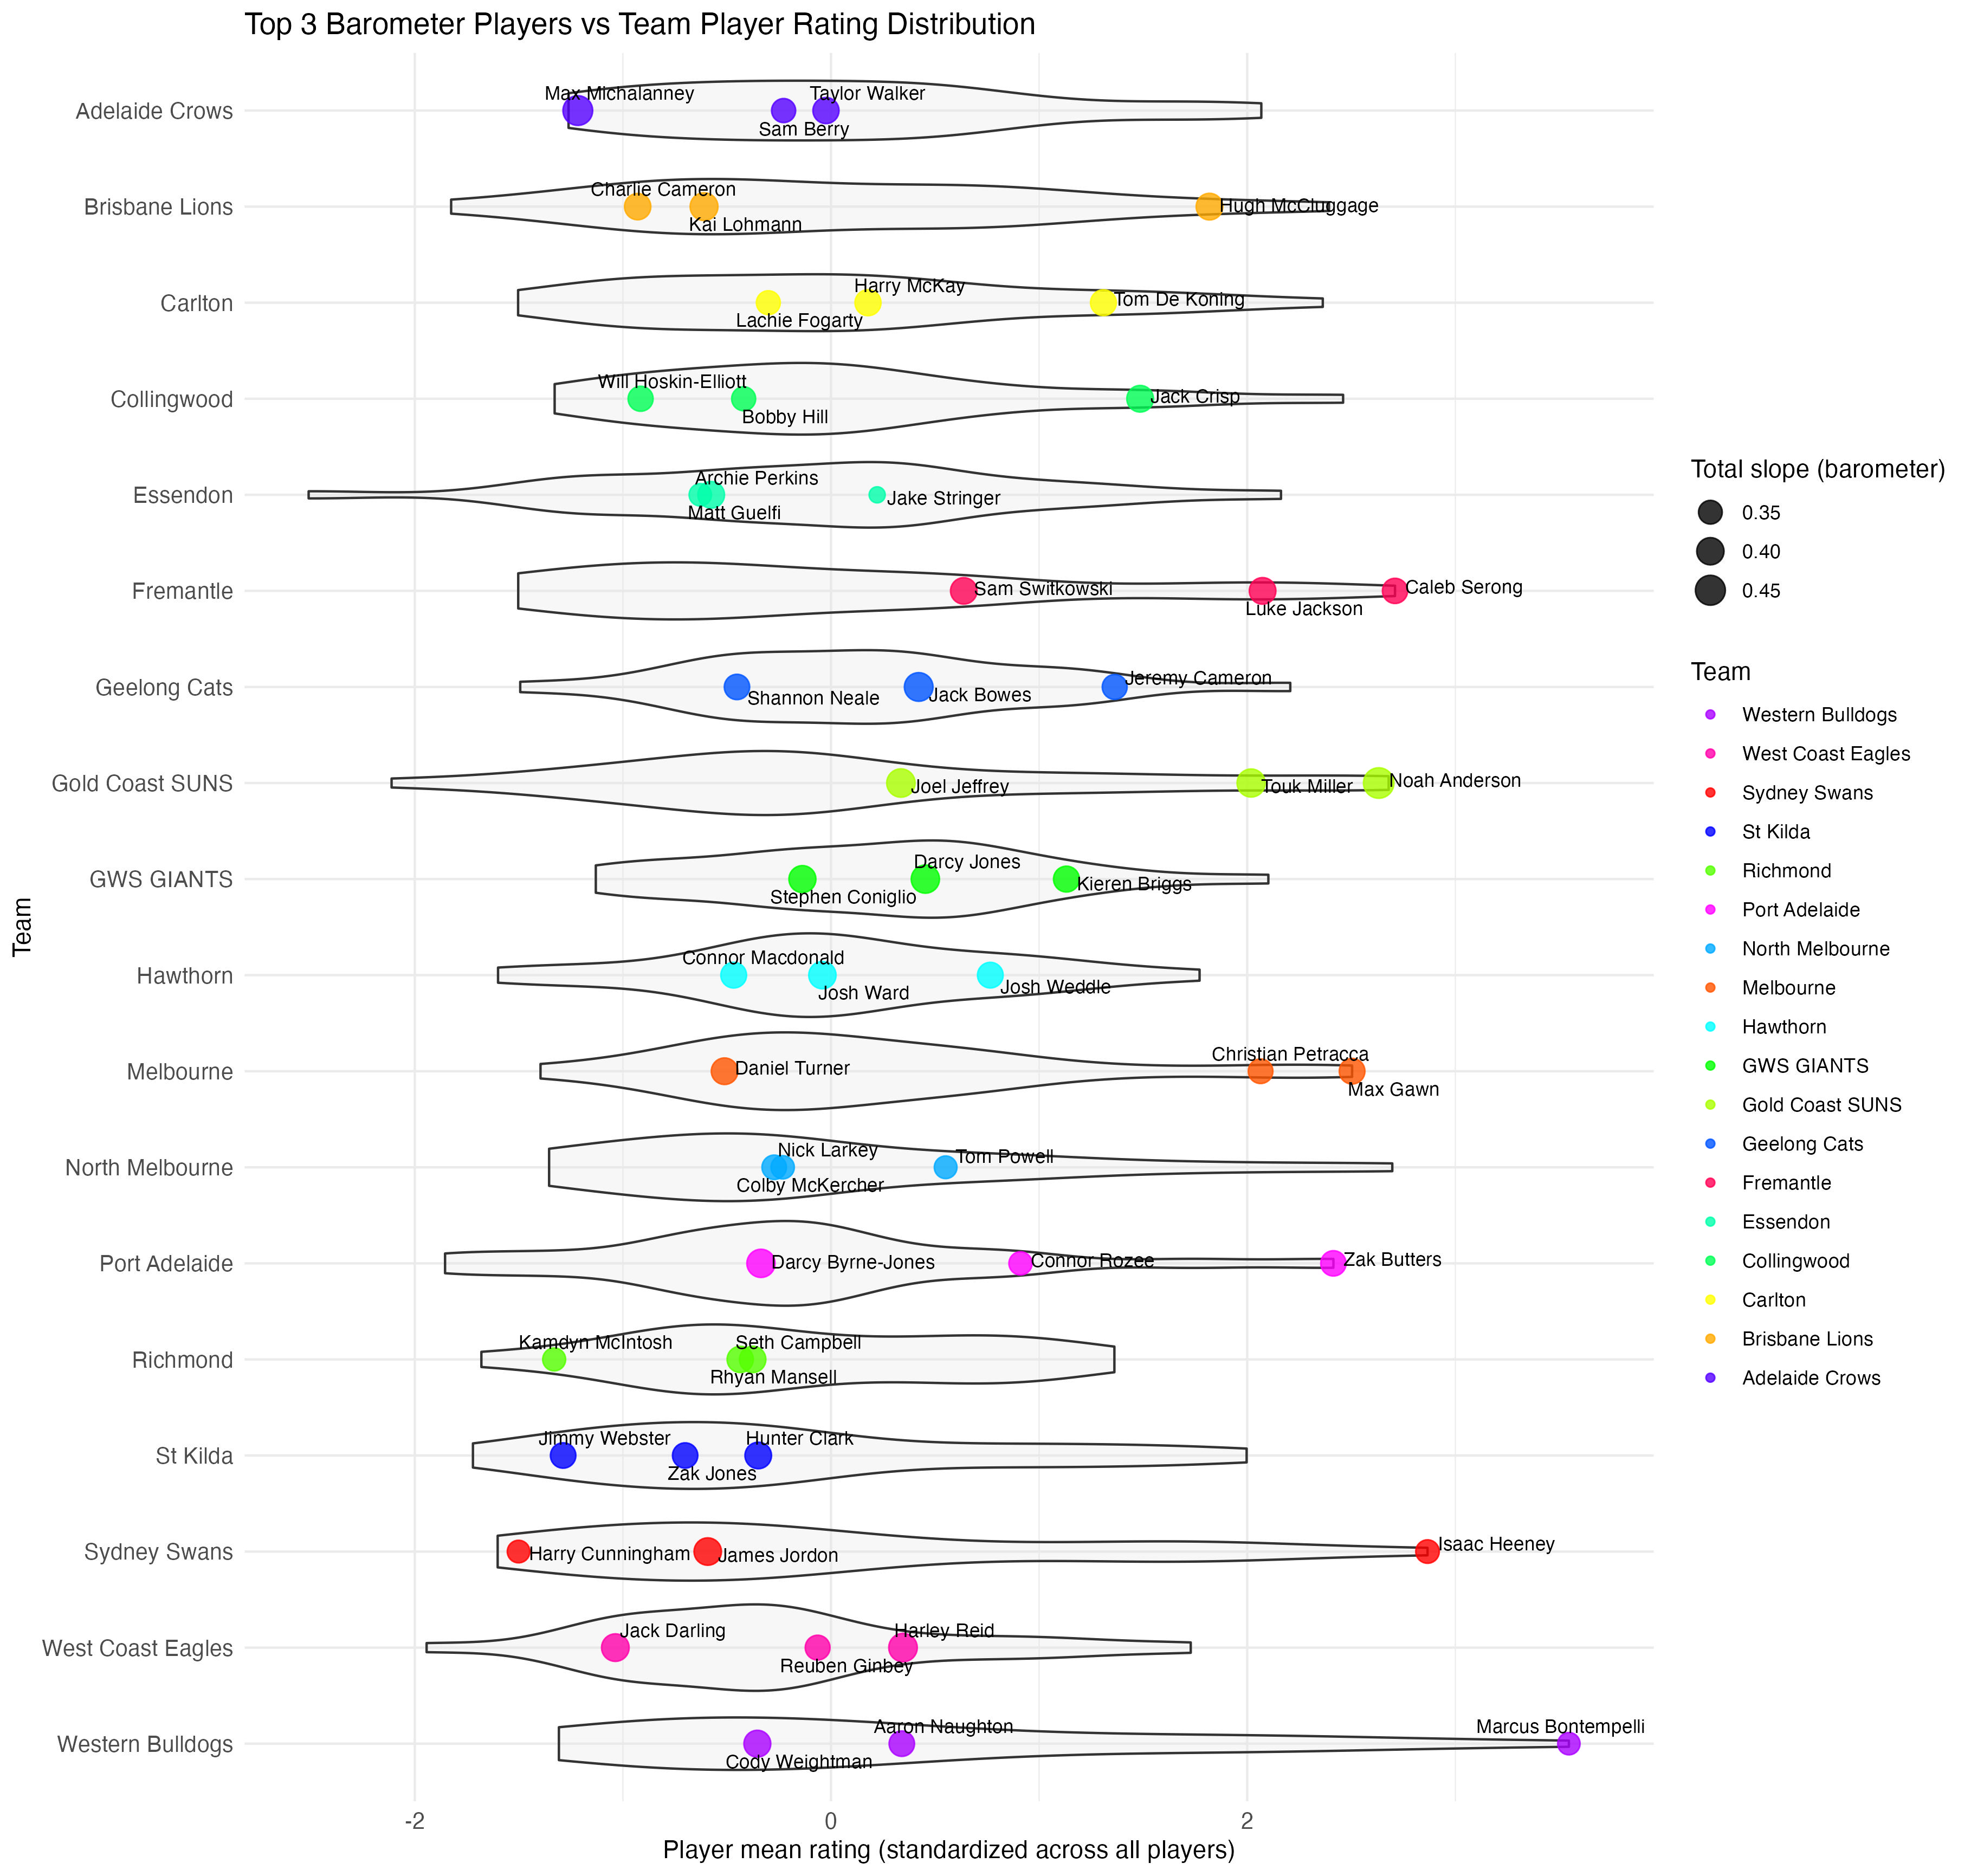 Top 3 Barometer Players vs Team Player Rating Distribution
Team
Adelaide Crows
Max Michalanney
Taylor Walker
Sam Berry
Brisbane Lions
Charlie Cameron
Kai Lohmann
Hugh McCluggage
Carlton
Harry McKay
Tom De Koning
Lachie Fogarty
Collingwood
Will Hoskin-Elliott
Jack Crisp
Bobby Hill
Essendon
Archie Perkins
Jake Stringer
Matt Guelfi
Fremantle
Sam Switkowski
Caleb Serong
Luke Jackson
Geelong Cats
Jeremy Cameron
Shannon Neale
Jack Bowes
Gold Coast SUNS
Joel Jeffrey
Touk Miller
Noah Anderson
GWS GIANTS
Darcy Jones
Kieren Briggs
Stephen Coniglio
Hawthorn
Connor Macdonald
Josh Ward
Josh Weddle
Melbourne
Daniel Turner
Christian Petracca
Max Gawn
North Melbourne
Nick Larkey
Tom Powell
Colby McKercher
Port Adelaide
Darcy Byrne-Jones
Connor Rozee
Zak Butters
Richmond
Kamdyn McIntosh
Seth Campbell
Rhyan Mansell
St Kilda
Jimmy Webster
Hunter Clark
Zak Jones
Sydney Swans
Harry Cunningham
James Jordon
Isaac Heeney
West Coast Eagles
Jack Darling
Harley Reid
Reuben Ginbey
Western Bulldogs
Aaron Naughton
Marcus Bontempelli
Cody Weightman
-2
0
2
Player mean rating (standardized across all players)
Total slope (barometer)
0.35
0.40
0.45
Team
Western Bulldogs
West Coast Eagles
Sydney Swans
St Kilda
Richmond
Port Adelaide
North Melbourne
Melbourne
Hawthorn
GWS GIANTS
Gold Coast SUNS
Geelong Cats
Fremantle
Essendon
Collingwood
Carlton
Brisbane Lions
Adelaide Crows